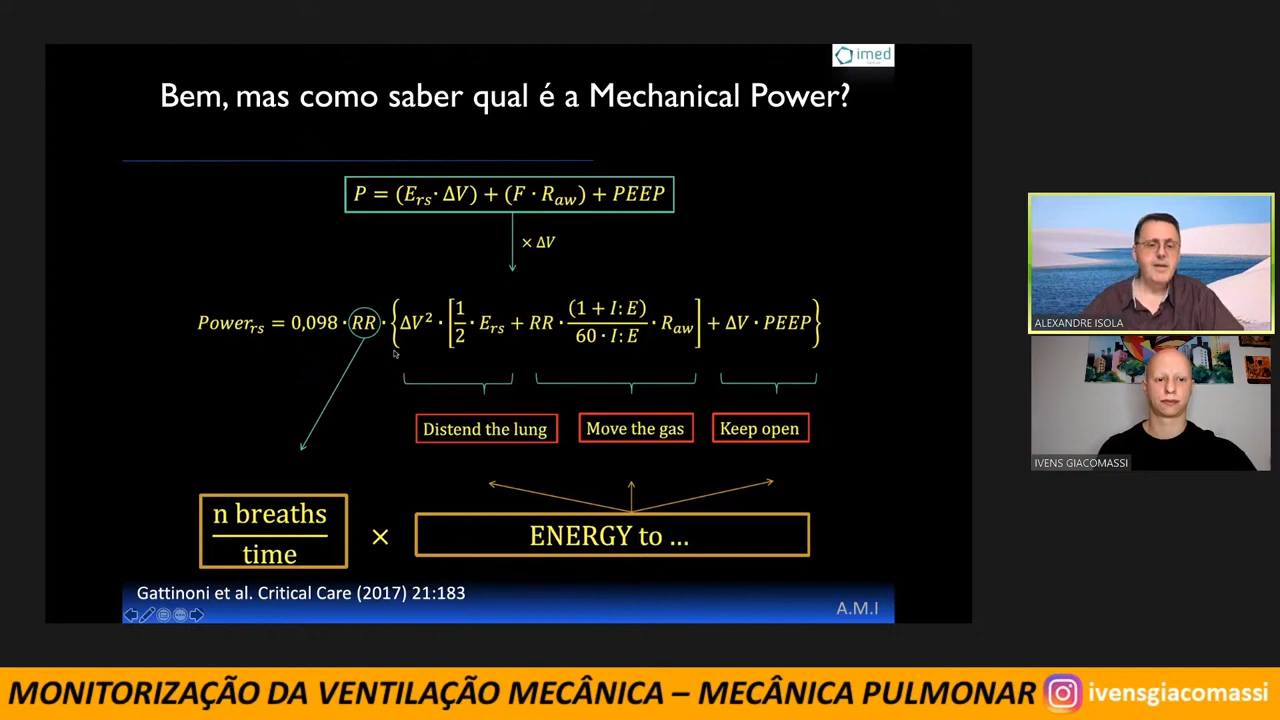 imed
Bem, mas como saber qual é a Mechanical Power?
P = (E_rs · ΔV) + (F · R_aw) + PEEP
× ΔV
Power_rs = 0,098 · RR · {ΔV² · [1/2 · E_rs + RR · (1 + I:E)/(60 · I:E) · R_aw] + ΔV · PEEP}
Distend the lung
Move the gas
Keep open
n breaths
time
×
ENERGY to ...
Gattinoni et al. Critical Care (2017) 21:183
A.M.I
ALEXANDRE ISOLA
IVENS GIACOMASSI
MONITORIZAÇÃO DA VENTILAÇÃO MECÂNICA – MECÂNICA PULMONAR ivensgiacomassi